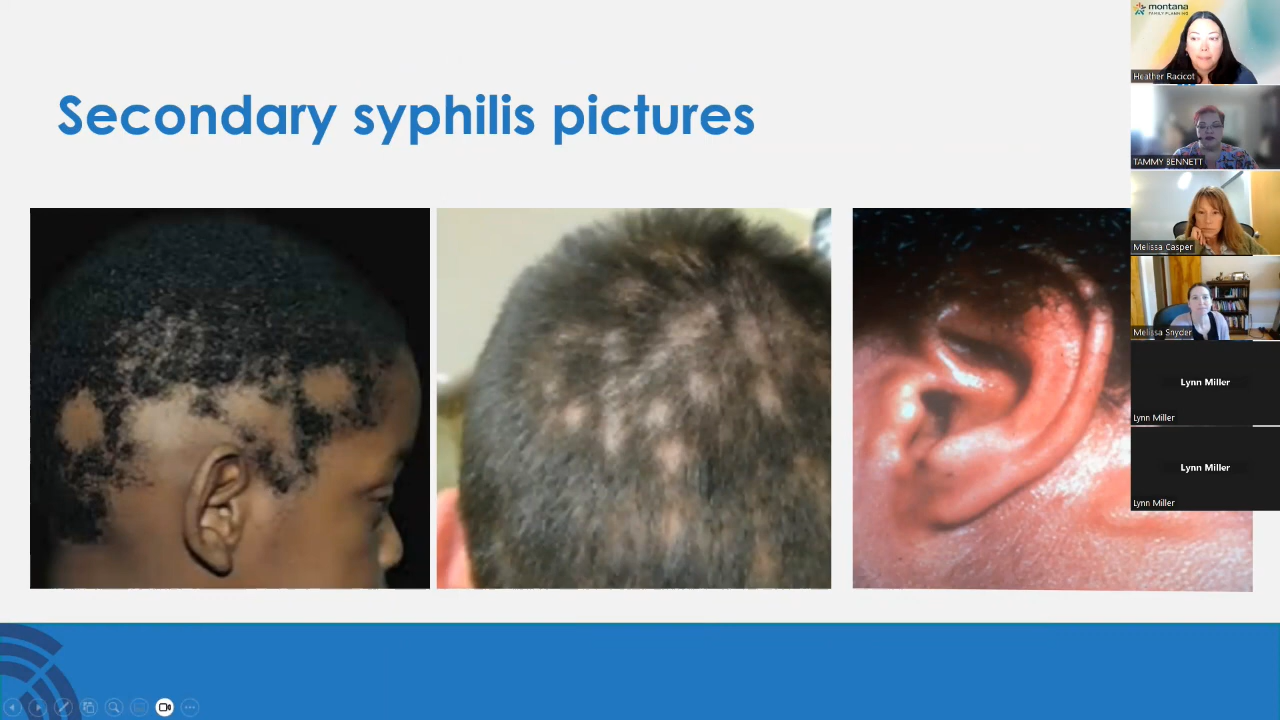 Secondary syphilis pictures
montana
FAMILY PLANNING
Heather Racicot
TAMMY BENNETT
Melissa Casper
Melissa Snyder
Lynn Miller
Lynn Miller
Lynn Miller
Lynn Miller